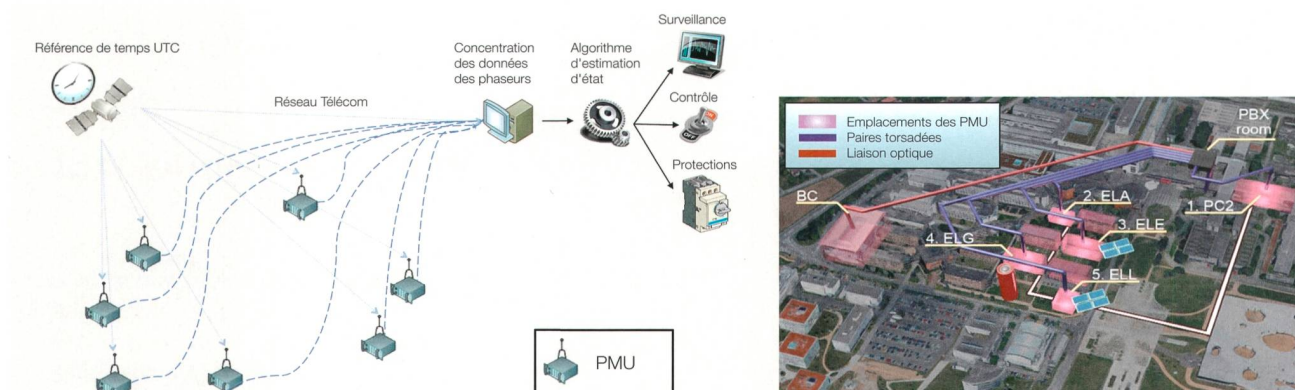 Référence de temps UTC
Réseau Télécom
Concentration
des données
des phaseurs
Algorithme
d'estimation
d'état
Surveillance
Contrôle
OFF
Protections
PMU
Emplacements des PMU
Paires torsadées
Liaison optique
PBX
room
BC
2. ELA
1. PC2
3. ELE
4. ELG
5. ELL